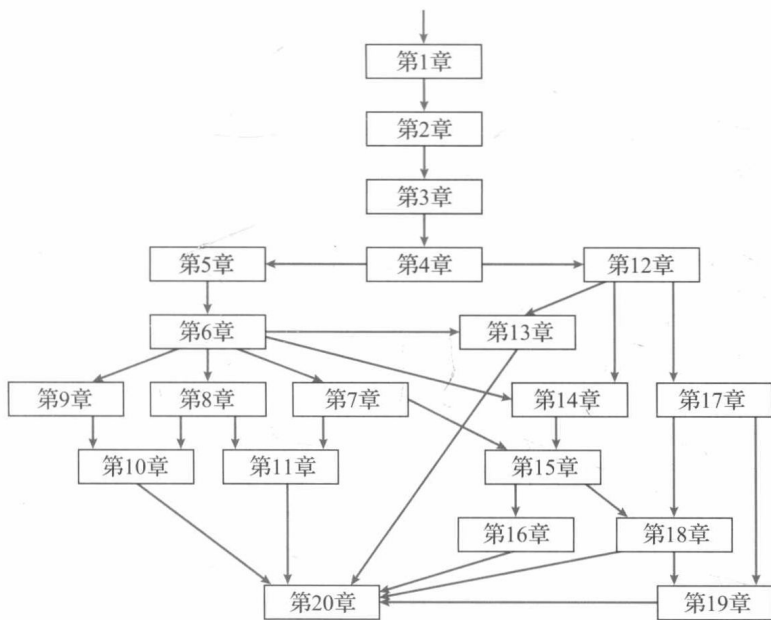 第1章
第2章
第3章
第5章 第4章 第12章
第6章 第13章
第9章 第8章 第7章 第14章 第17章
第10章 第11章 第15章
第16章 第18章
第20章 第19章